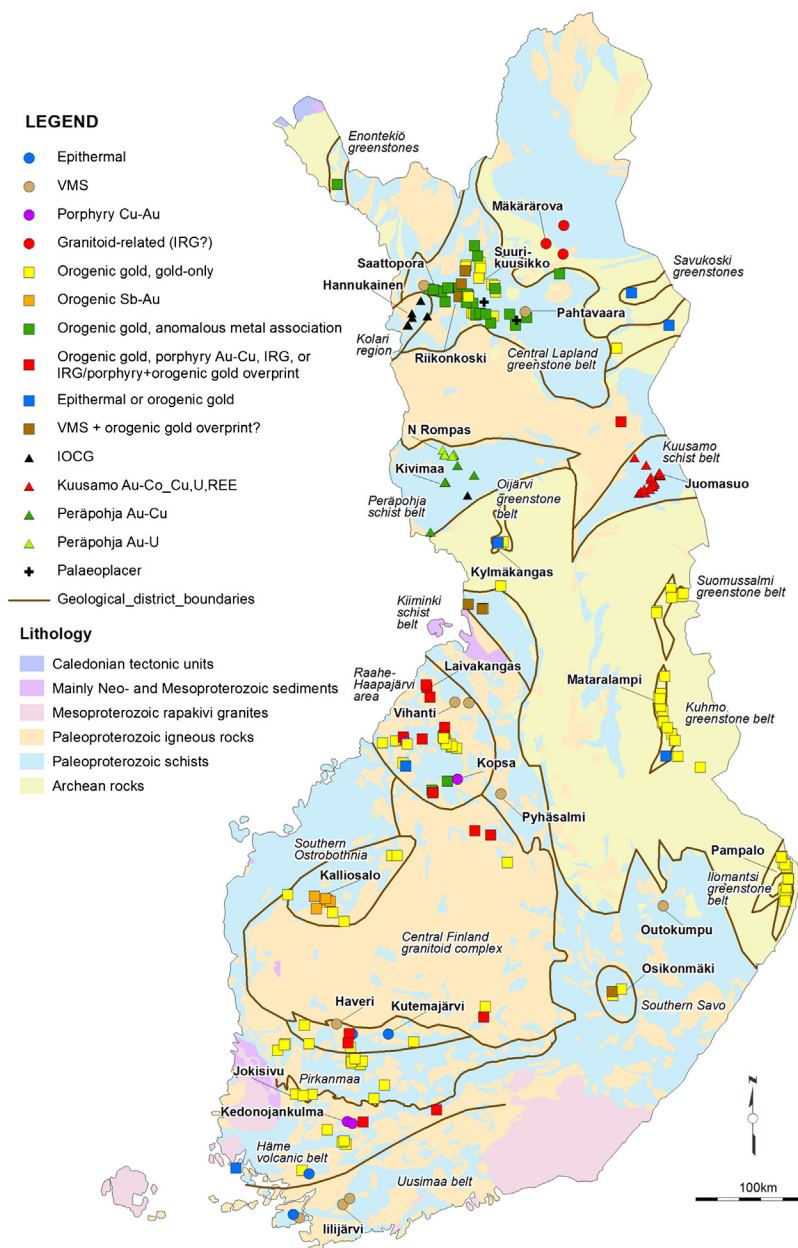 LEGEND
Epithermal
VMS
Porphyry Cu-Au
Granitoid-related (IRG?)
Orogenic gold, gold-only
Orogenic Sb-Au
Orogenic gold, anomalous metal association
Orogenic gold, porphyry Au-Cu, IRG, or
IRG/porphyry+orogenic gold overprint
Epithermal or orogenic gold
VMS + orogenic gold overprint?
IOCG
Kuusamo Au-Co_Cu,U,REE
Peräpohja Au-Cu
Peräpohja Au-U
Palaeoplacer
Geological_district_boundaries
Lithology
Caledonian tectonic units
Mainly Neo- and Mesoproterozoic sediments
Mesoproterozoic rapakivi granites
Paleoproterozoic igneous rocks
Paleoproterozoic schists
Archean rocks
Enontekiö
greenstones
Mäkärärova
Saattopora
Suuri-
kuusikko
Savukoski
greenstones
Hannukainen
Pahtavaara
Kolari
region
Riikonkoski
Central Lapland
greenstone belt
N Rompas
Kivimaa
Kuusamo
schist belt
Juomasuo
Peräpohja
schist belt
Oijärvi
greenstone
belt
Kylmäkangas
Kiiminki
schist
belt
Suomussalmi
greenstone belt
Raahe-
Haapajärvi
area
Laivakangas
Mataralampi
Vihanti
Kuhmo
greenstone belt
Kopsa
Pyhäsalmi
Southern
Ostrobothnia
Kalliosalo
Pampalo
Ilomantsi
greenstone
belt
Outokumpu
Central Finland
granitoid complex
Osikonmäki
Southern Savo
Haveri
Kutemajärvi
Jokisivu
Pirkanmaa
Kedonojankulma
Häme
volcanic belt
Uusimaa belt
Iilijärvi
N
100km